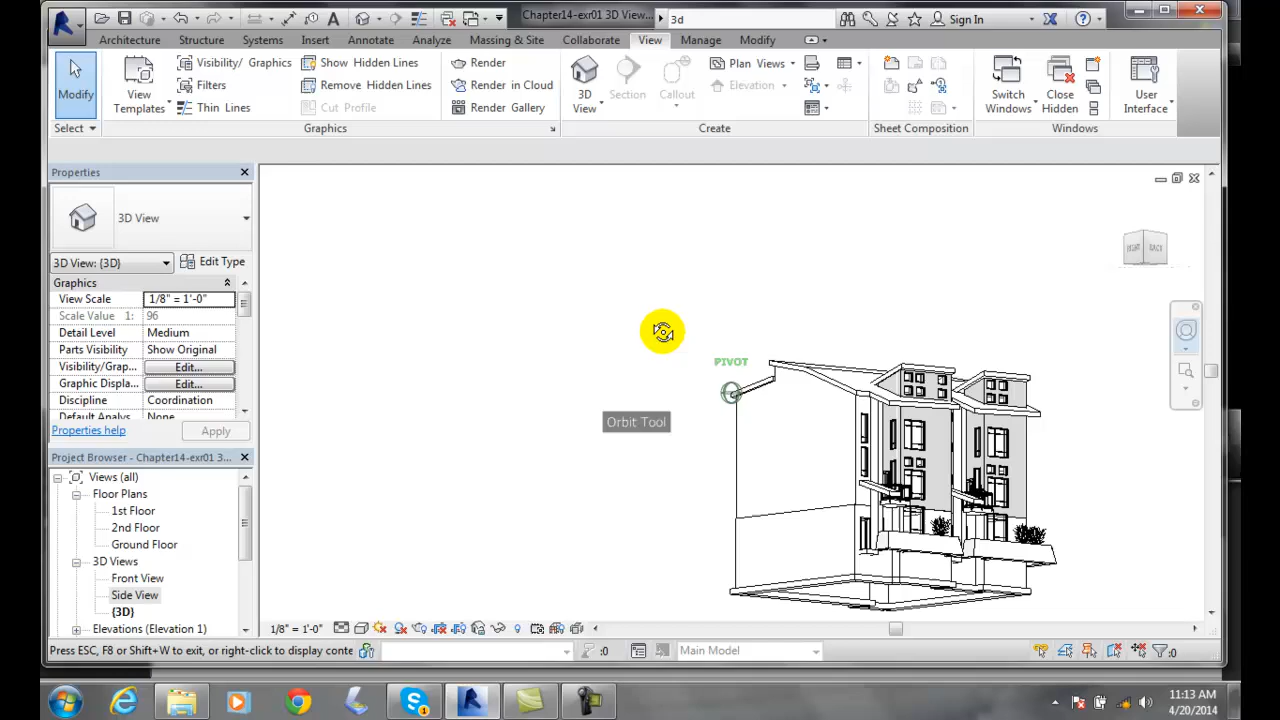 Chapter14-exr01 3D View...
3d
Sign In
Architecture Structure Systems Insert Annotate Analyze Massing & Site Collaborate View Manage Modify
Modify
Select
View
Templates
Visibility/ Graphics
Filters
Thin Lines
Show Hidden Lines
Remove Hidden Lines
Cut Profile
Graphics
Render
Render in Cloud
Render Gallery
3D
View
Section
Callout
Plan Views
Elevation
Create
Sheet Composition
Switch
Windows
Close
Hidden
Windows
User
Interface
Properties
3D View
3D View: {3D}
Edit Type
Graphics
View Scale 1/8" = 1'-0"
Scale Value 1: 96
Detail Level Medium
Parts Visibility Show Original
Visibility/Grap... Edit...
Graphic Displa... Edit...
Discipline Coordination
Default Analys... None
Properties help
Apply
Project Browser - Chapter14-exr01 3...
Views (all)
Floor Plans
1st Floor
2nd Floor
Ground Floor
3D Views
Front View
Side View
{3D}
Elevations (Elevation 1)
RIGHT BACK
PIVOT
Orbit Tool
1/8" = 1'-0"
Press ESC, F8 or Shift+W to exit, or right-click to display conte
:0
Main Model
:0
11:13 AM
4/20/2014